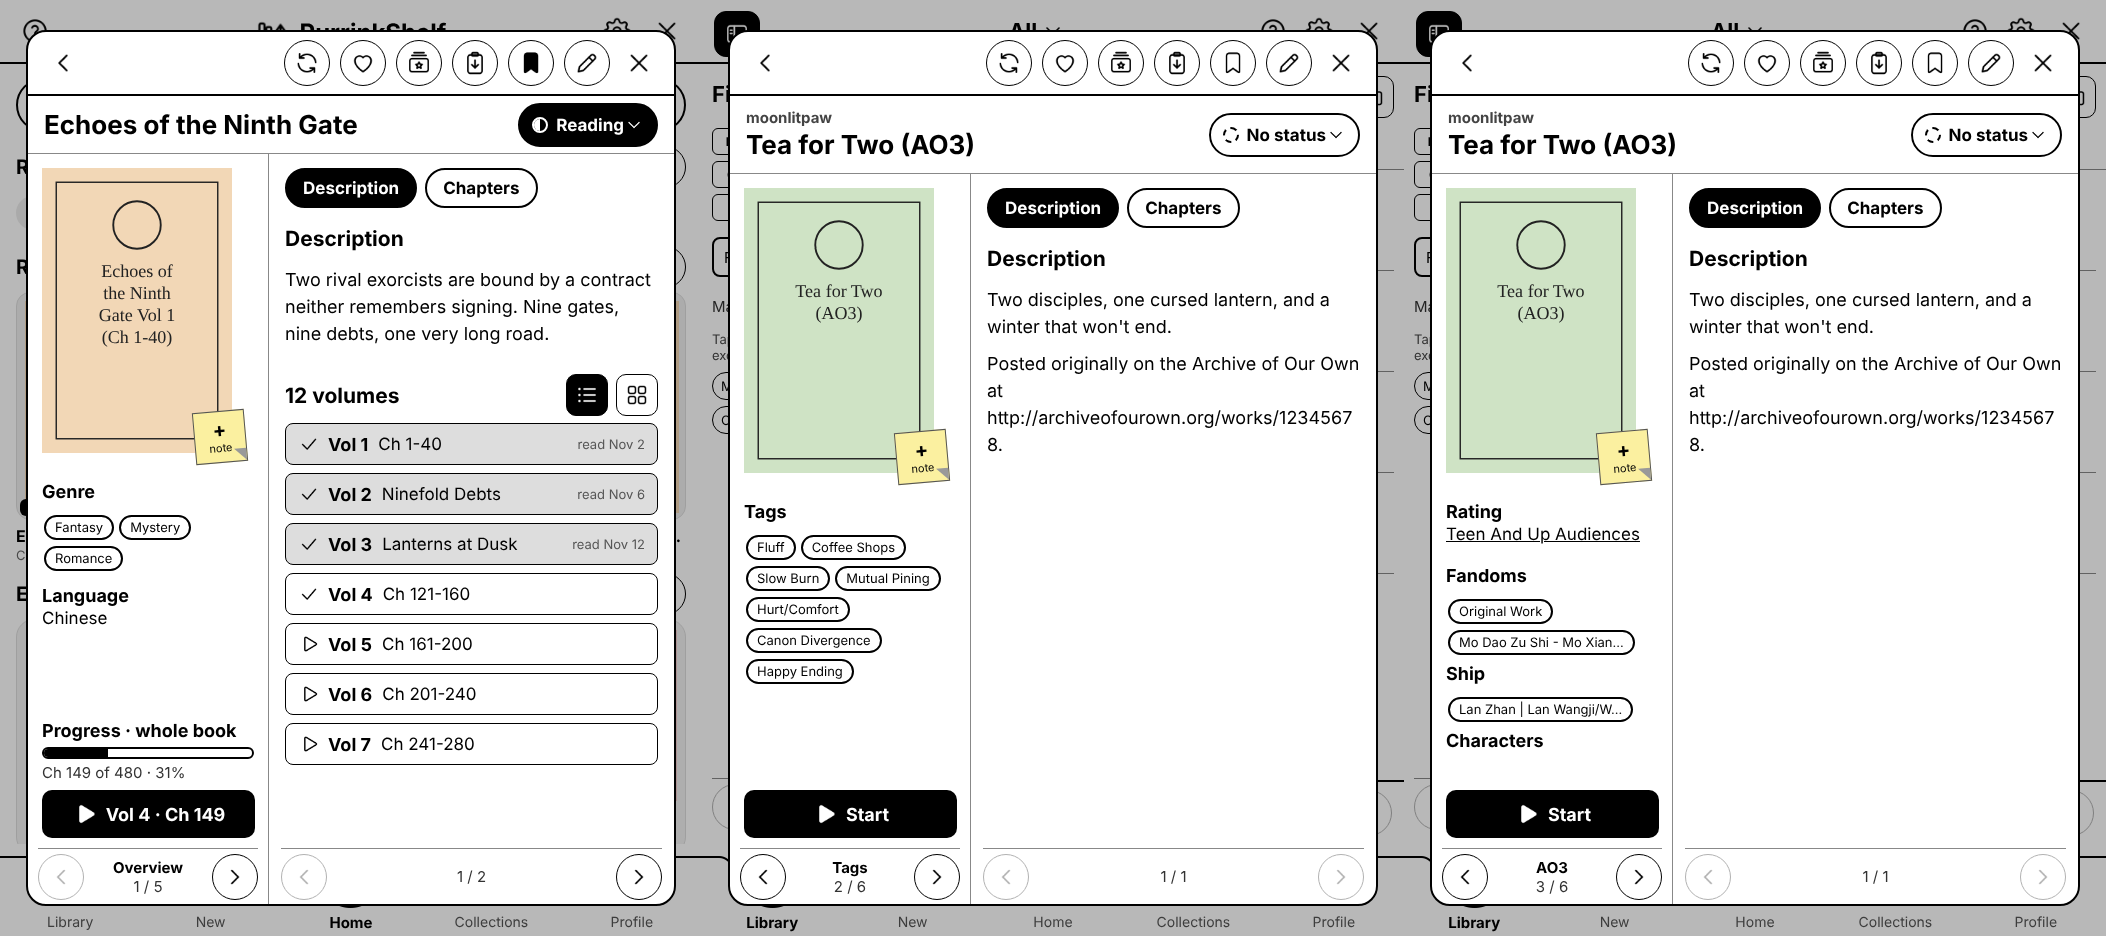 Echoes of the Ninth Gate
Reading
Echoes of
the Ninth
Gate Vol 1
(Ch 1-40)
+
note
Genre
Fantasy
Mystery
Romance
Language
Chinese
Progress · whole book
Ch 149 of 480 · 31%
Vol 4 · Ch 149
Overview
1 / 5
Description
Chapters
Description
Two rival exorcists are bound by a contract
neither remembers signing. Nine gates,
nine debts, one very long road.
12 volumes
Vol 1 Ch 1-40 read Nov 2
Vol 2 Ninefold Debts read Nov 6
Vol 3 Lanterns at Dusk read Nov 12
Vol 4 Ch 121-160
Vol 5 Ch 161-200
Vol 6 Ch 201-240
Vol 7 Ch 241-280
1 / 2
Library
New
Home
Collections
Profile
All
moonlitpaw
Tea for Two (AO3)
No status
Tea for Two
(AO3)
+
note
Tags
Fluff
Coffee Shops
Slow Burn
Mutual Pining
Hurt/Comfort
Canon Divergence
Happy Ending
Start
Tags
2 / 6
Description
Chapters
Description
Two disciples, one cursed lantern, and a
winter that won't end.
Posted originally on the Archive of Our Own
at
http://archiveofourown.org/works/1234567
8.
1 / 1
Library
New
Home
Collections
Profile
All
moonlitpaw
Tea for Two (AO3)
No status
Tea for Two
(AO3)
+
note
Rating
Teen And Up Audiences
Fandoms
Original Work
Mo Dao Zu Shi - Mo Xian...
Ship
Lan Zhan | Lan Wangji/W...
Characters
Start
AO3
3 / 6
Description
Chapters
Description
Two disciples, one cursed lantern, and a
winter that won't end.
Posted originally on the Archive of Our Own
at
http://archiveofourown.org/works/1234567
8.
1 / 1
Library
New
Home
Collections
Profile